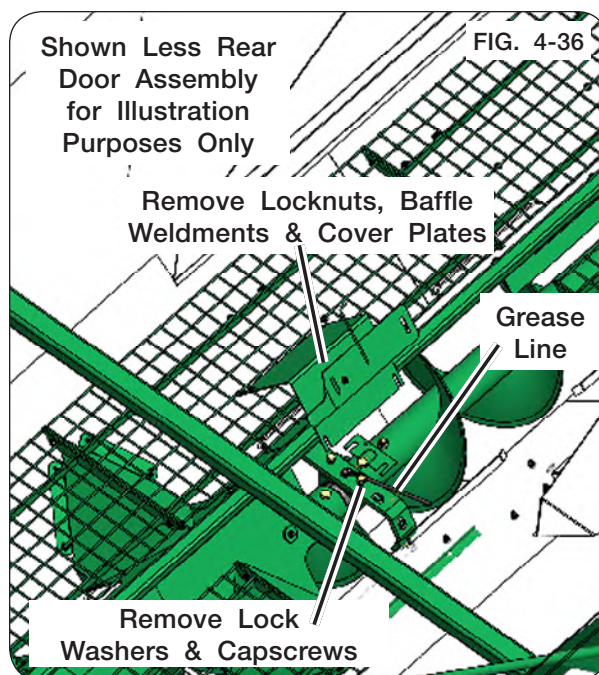 Shown Less Rear
Door Assembly
for Illustration
Purposes Only
FIG. 4-36
Remove Locknuts, Baffle
Weldments & Cover Plates
Grease
Line
Remove Lock
Washers & Capscrews